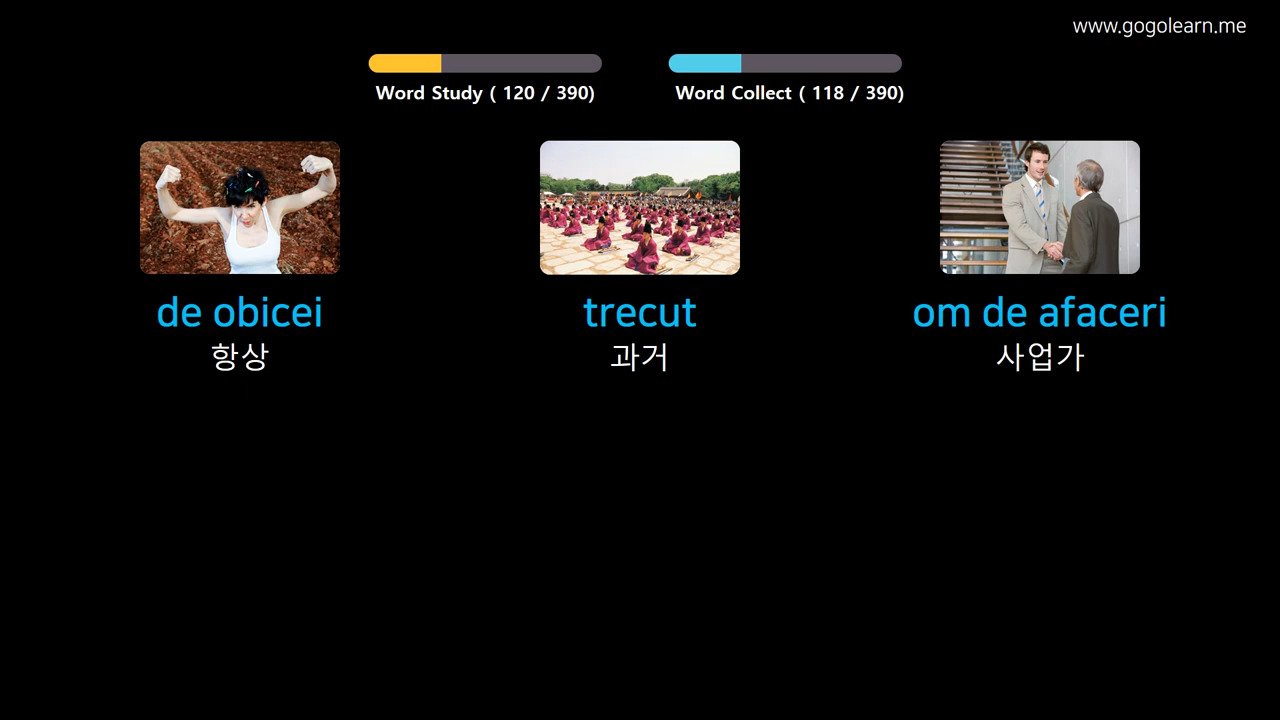 www.gogolearn.me
Word Study ( 120 / 390)
Word Collect ( 118 / 390)
de obicei
trecut
om de afaceri
항상
과거
사업가